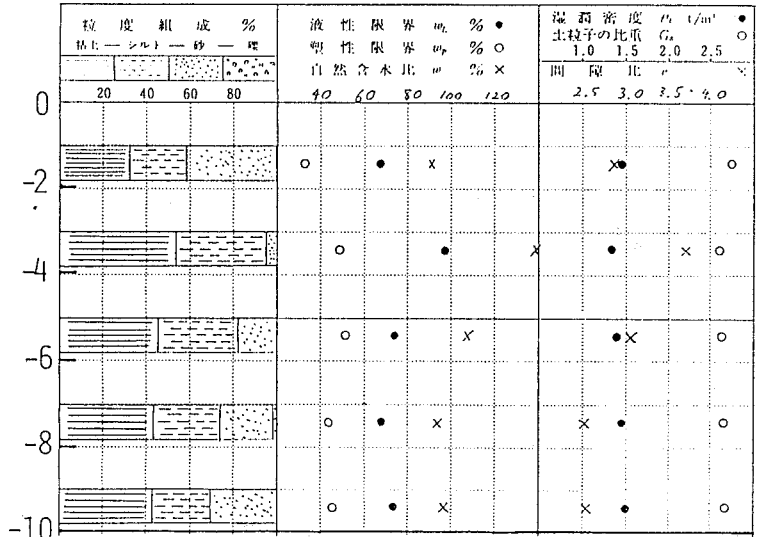 粒度組成 %
粘土 — シルト — 砂 — 礫
20 40 60 80
液性限界 wL % ●
塑性限界 wP % ○
自然含水比 w % ×
40 60 80 100 120
湿潤密度 ρt t/m³ ●
土粒子の比重 Gs ○
1.0 1.5 2.0 2.5
間隙比 e ×
2.5 3.0 3.5 4.0
0
-2
-4
-6
-8
-10